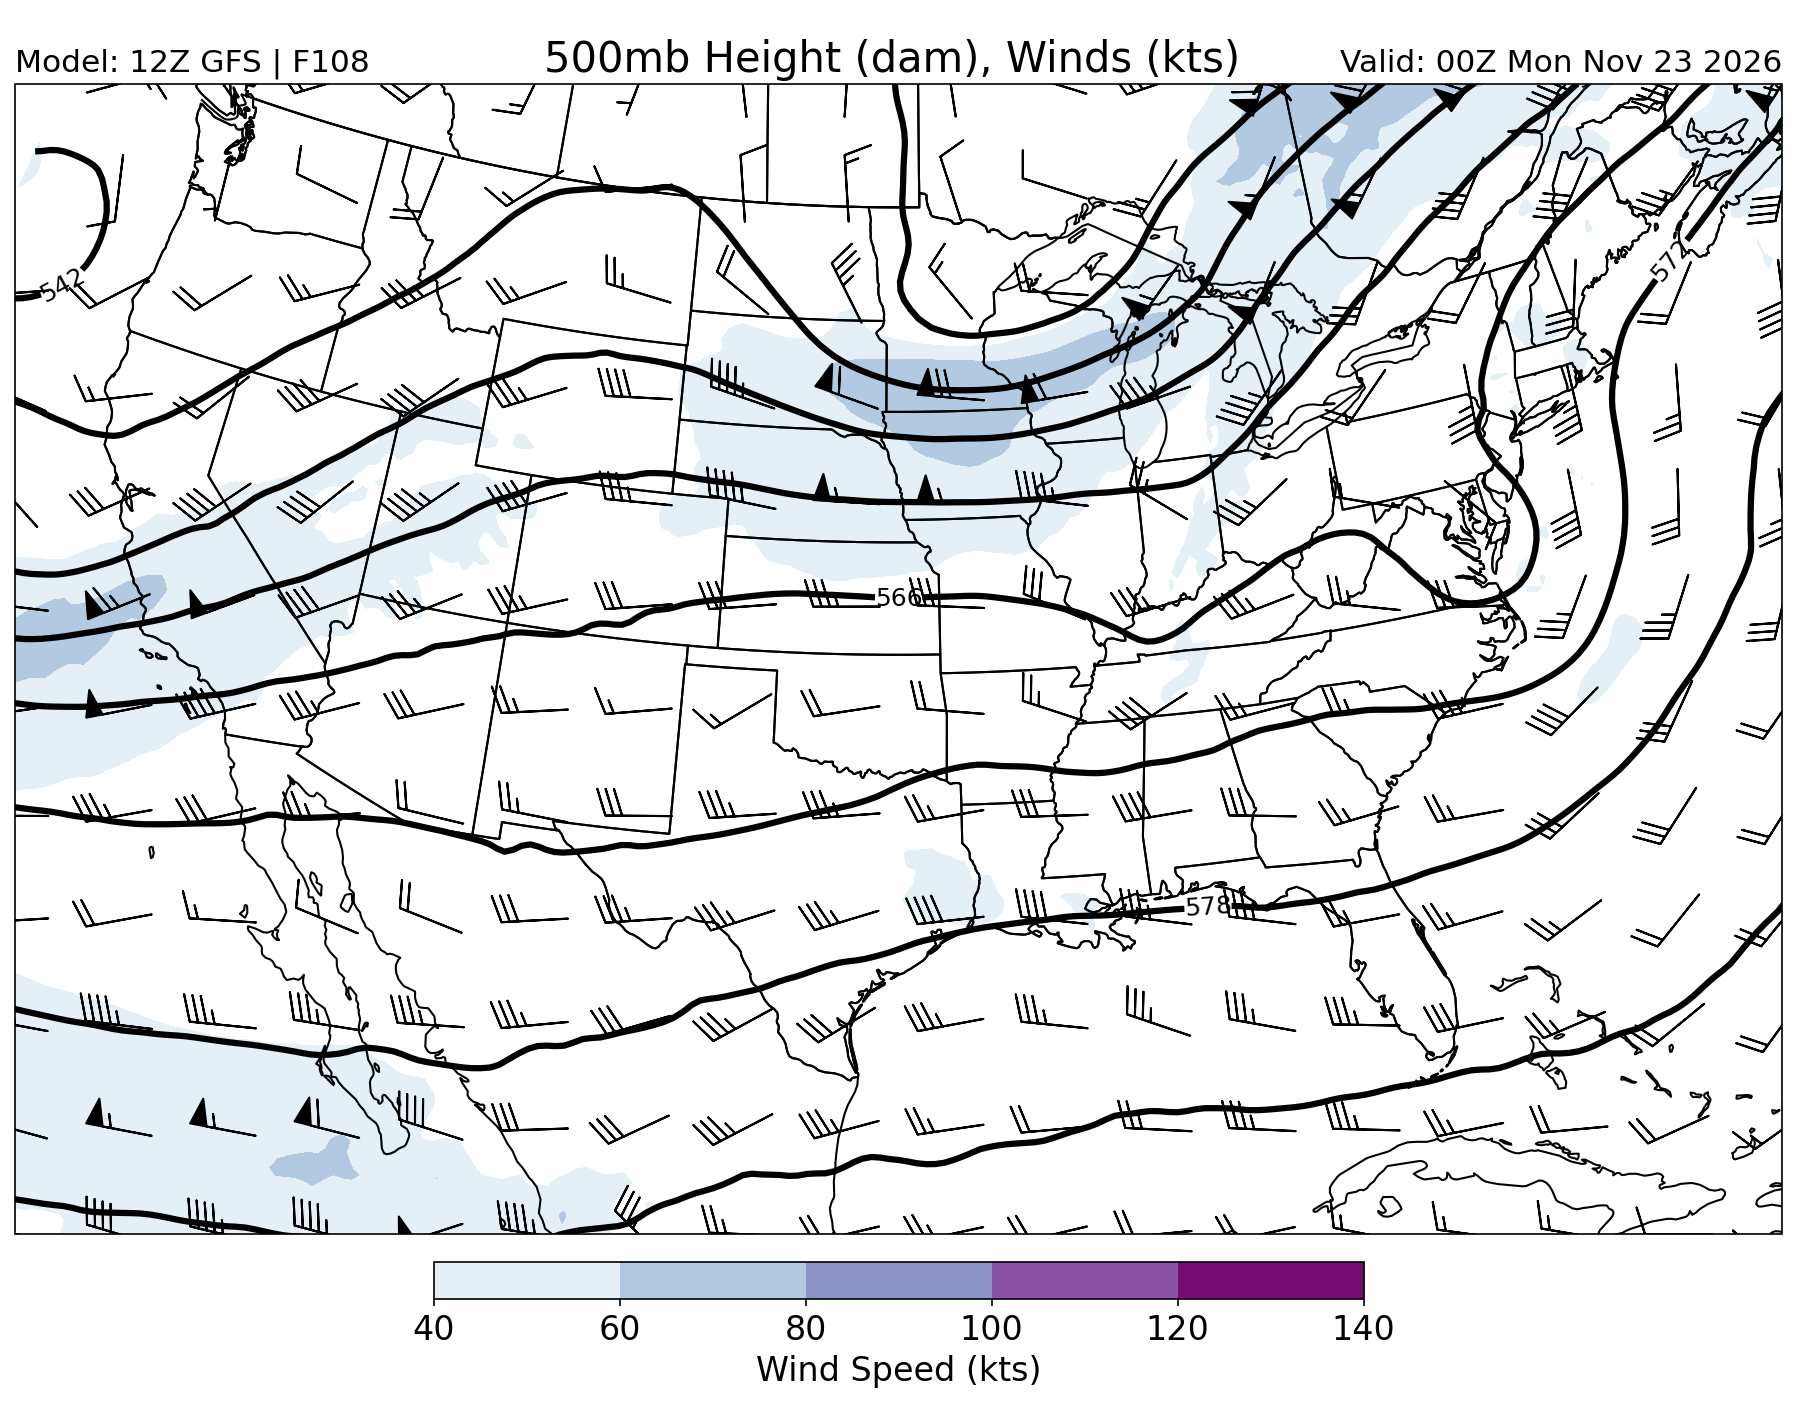 Model: 12Z GFS | F108
500mb Height (dam), Winds (kts)
Valid: 00Z Mon Nov 23 2026
542
572
566
578
40 60 80 100 120 140
Wind Speed (kts)